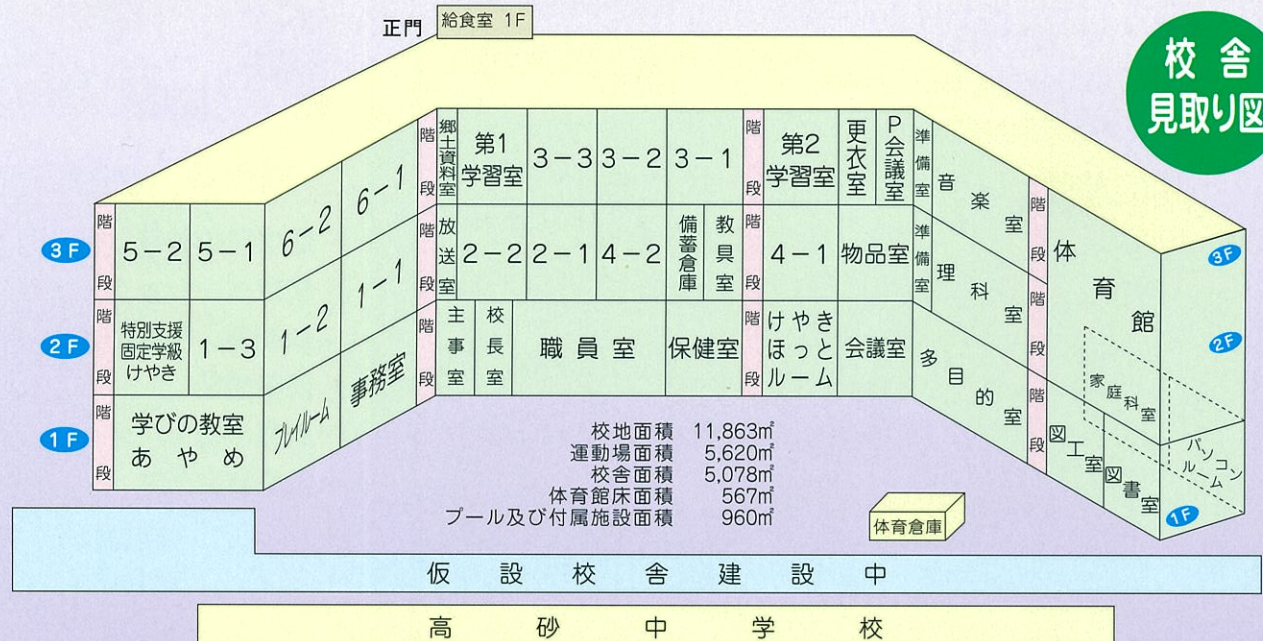 校舎
見取り図
正門
給食室 1F
3F
階段
5－2
5－1
6－2
6－1
階段
郷土資料室
第1
学習室
3－3
3－2
3－1
階段
第2
学習室
更衣室
P会議室
準備室
音楽室
階段
体育館
3F
2F
階段
特別支援
固定学級
けやき
1－3
1－2
1－1
階段
放送室
2－2
2－1
4－2
備蓄倉庫
教具室
階段
4－1
物品室
準備室
理科室
階段
家庭科室
2F
1F
階段
学びの教室
あやめ
プレイルーム
事務室
階段
主事室
校長室
職員室
保健室
階段
けやき
ほっと
ルーム
会議室
多目的室
階段
図工室
図書室
パソコン
ルーム
1F
校地面積 11,863㎡
運動場面積 5,620㎡
校舎面積 5,078㎡
体育館床面積 567㎡
プール及び付属施設面積 960㎡
体育倉庫
仮設校舎建設中
高砂中学校